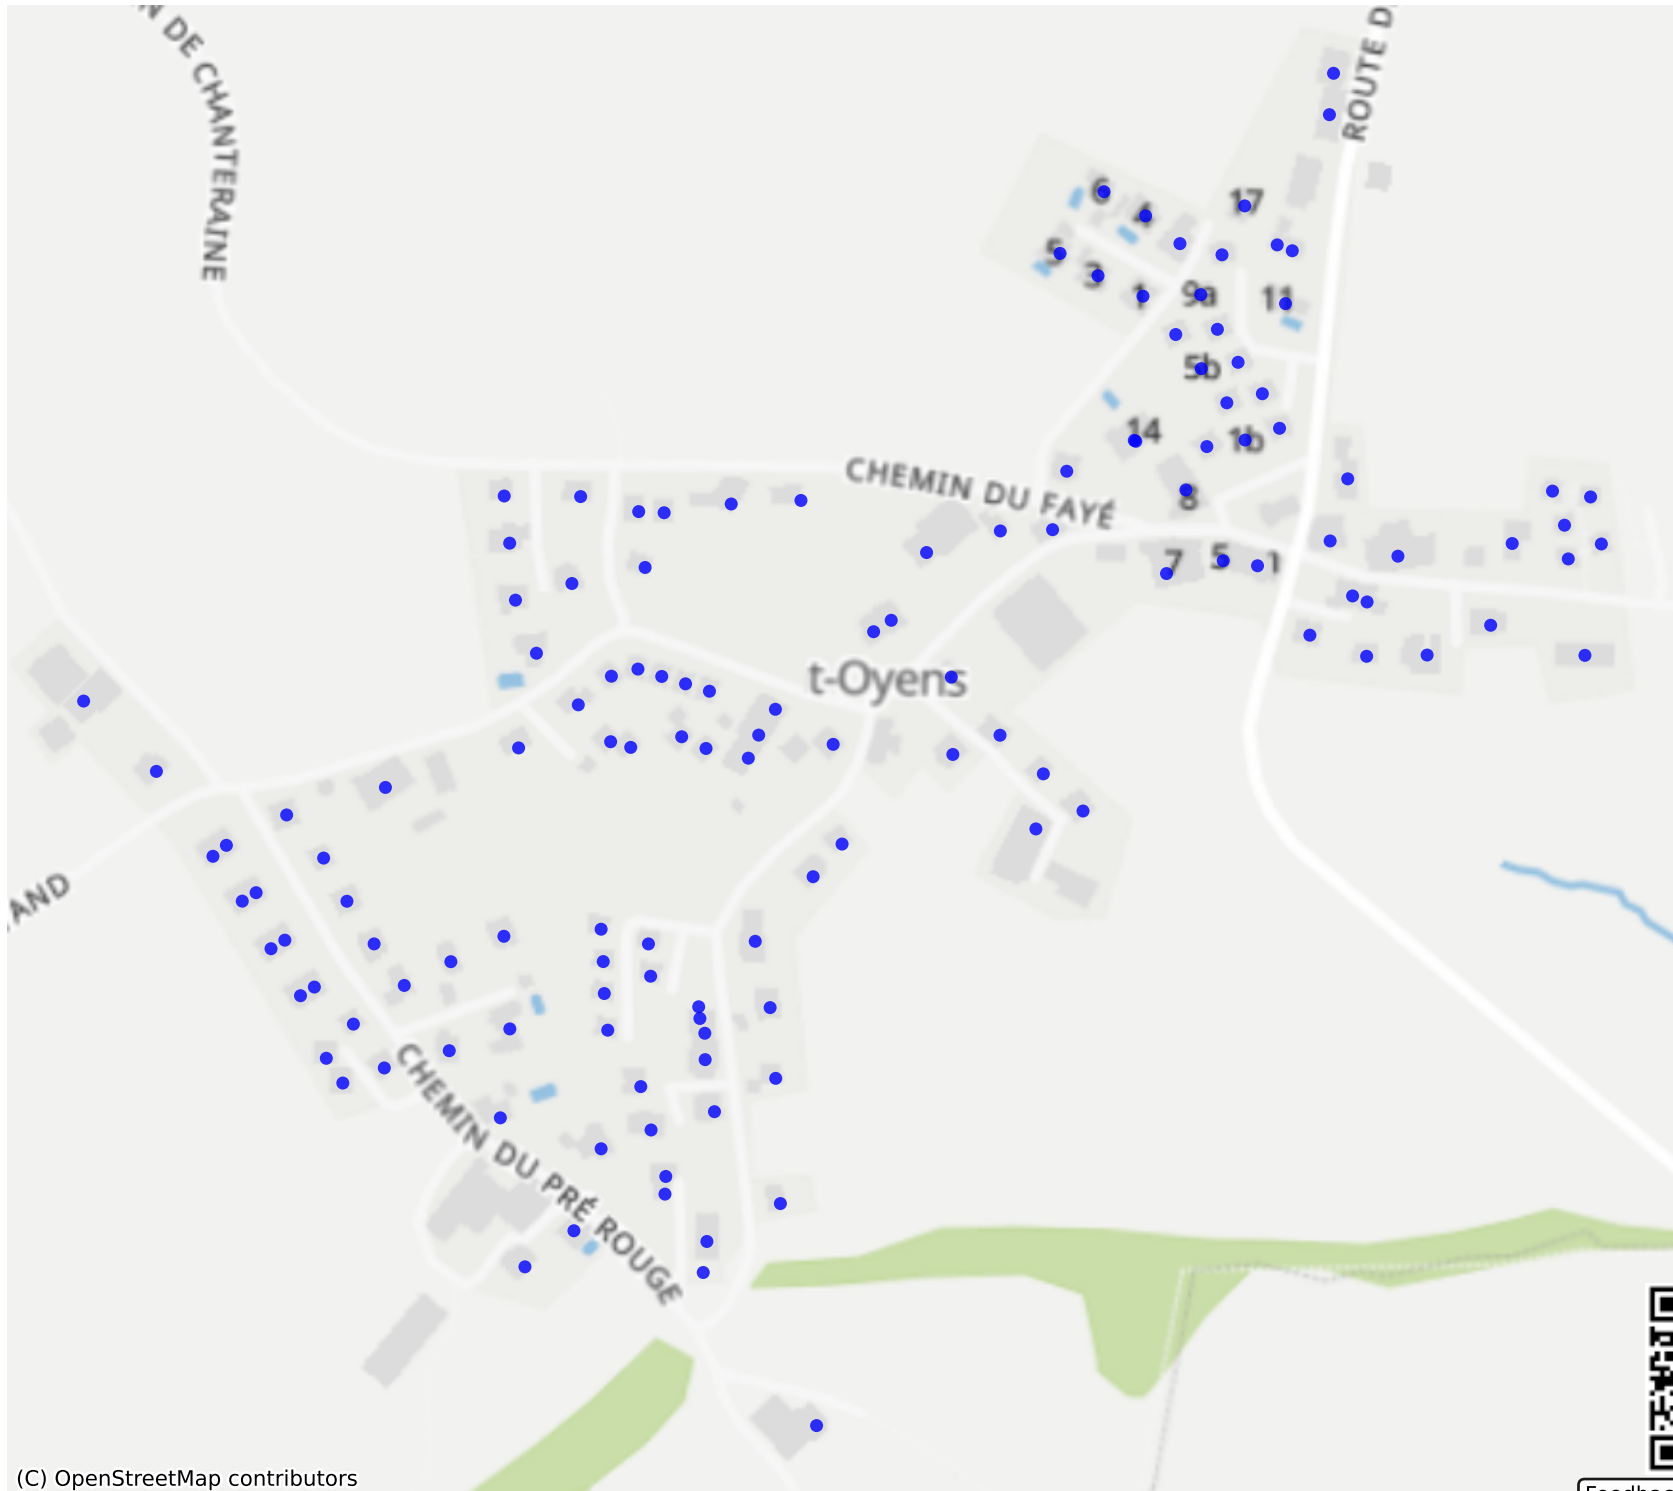 N DE CHANTERAINE
ROUTE D
6
4
17
5
3
1
9a
11
5b
14
1b
CHEMIN DU FAYÉ
8
7
5
1
t-Oyens
AND
CHEMIN DU PRÉ ROUGE
(C) OpenStreetMap contributors